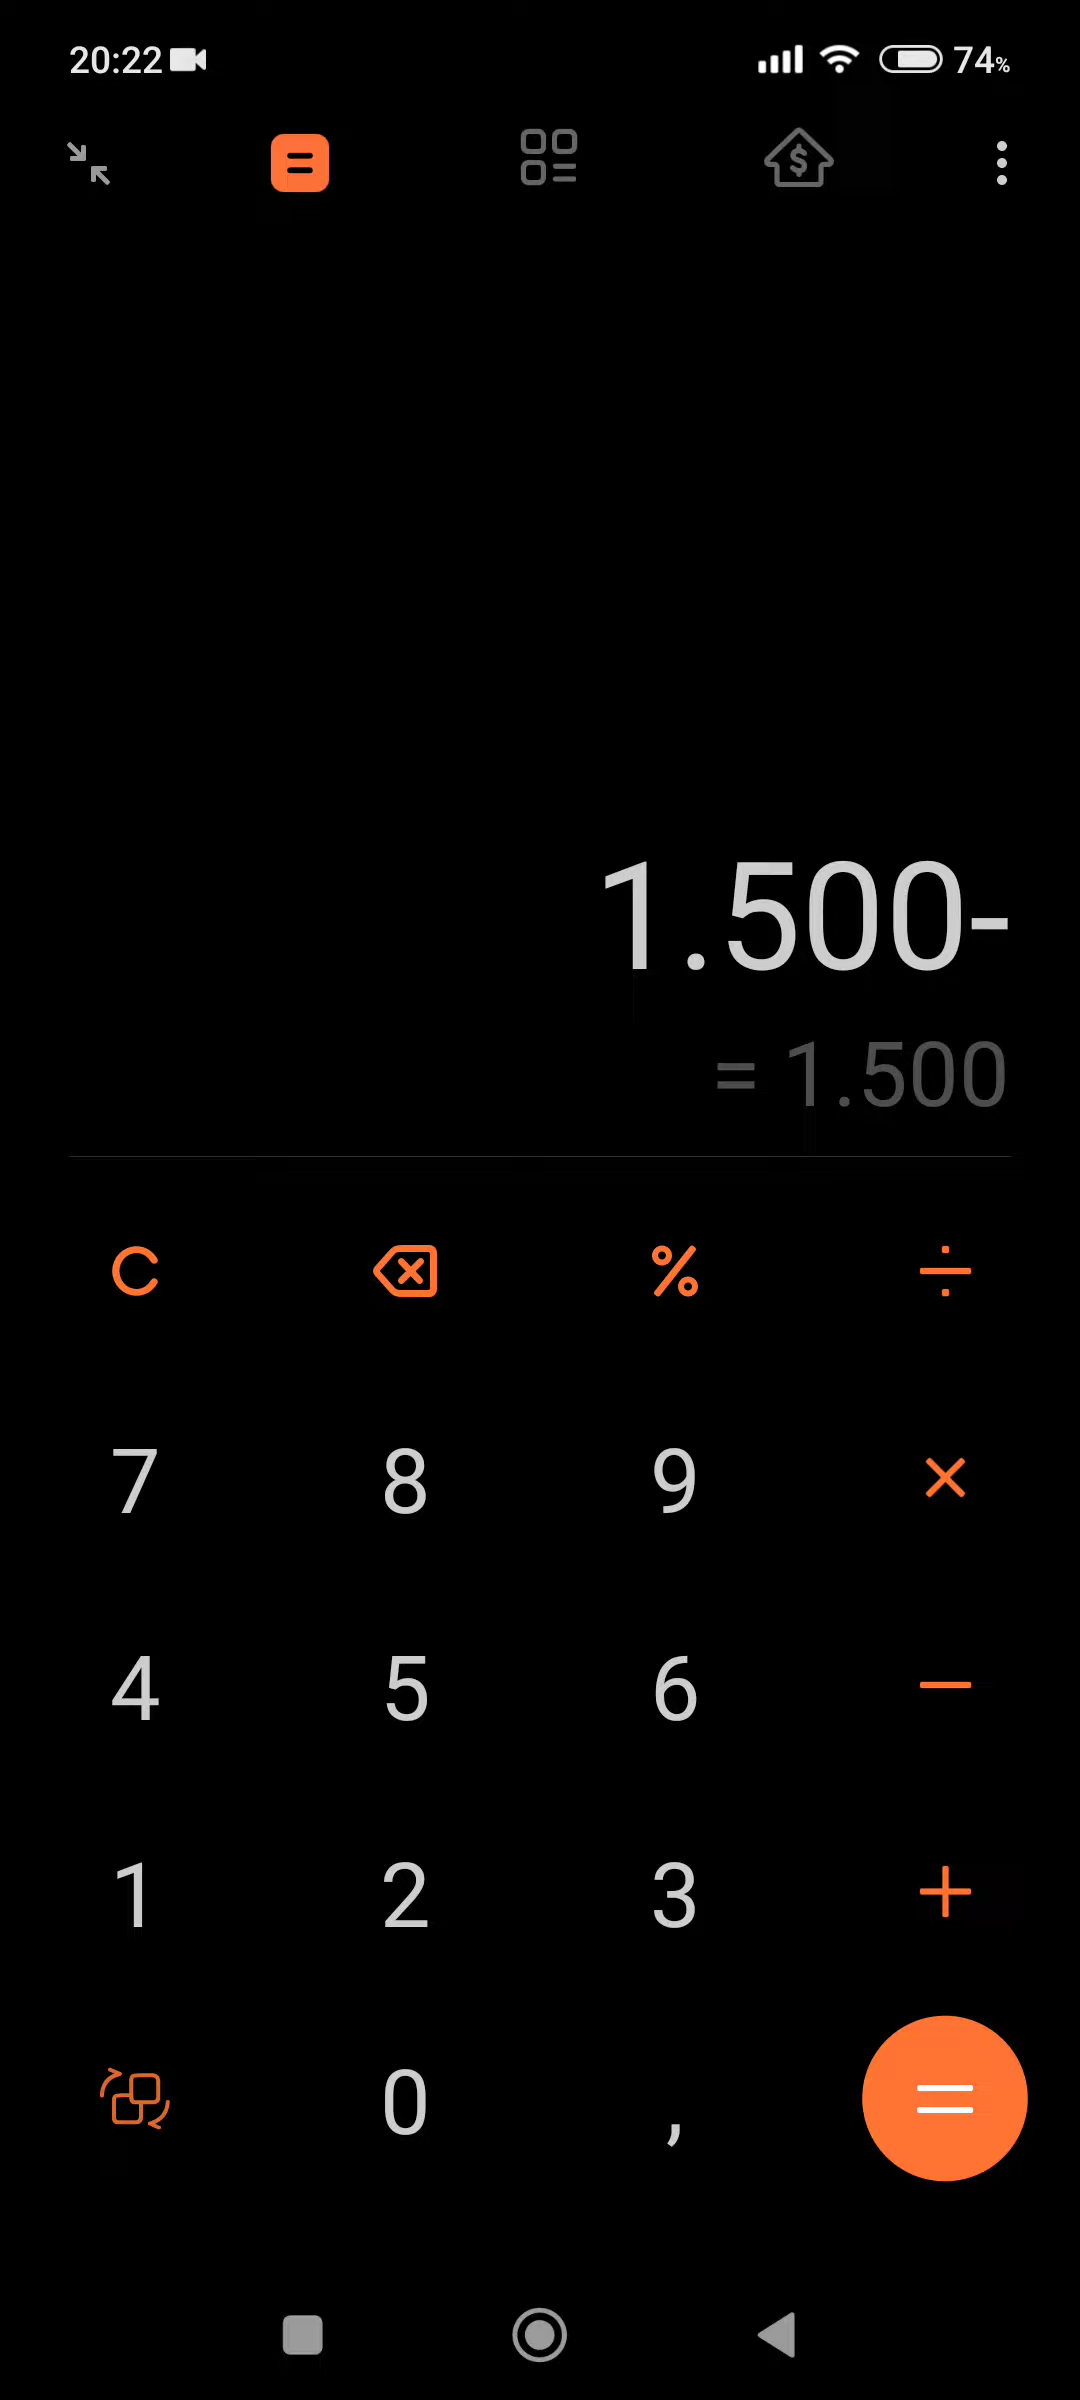 20:22 74%
1.500-
= 1.500
C % ÷
7 8 9 ×
4 5 6 −
1 2 3 +
0 , =